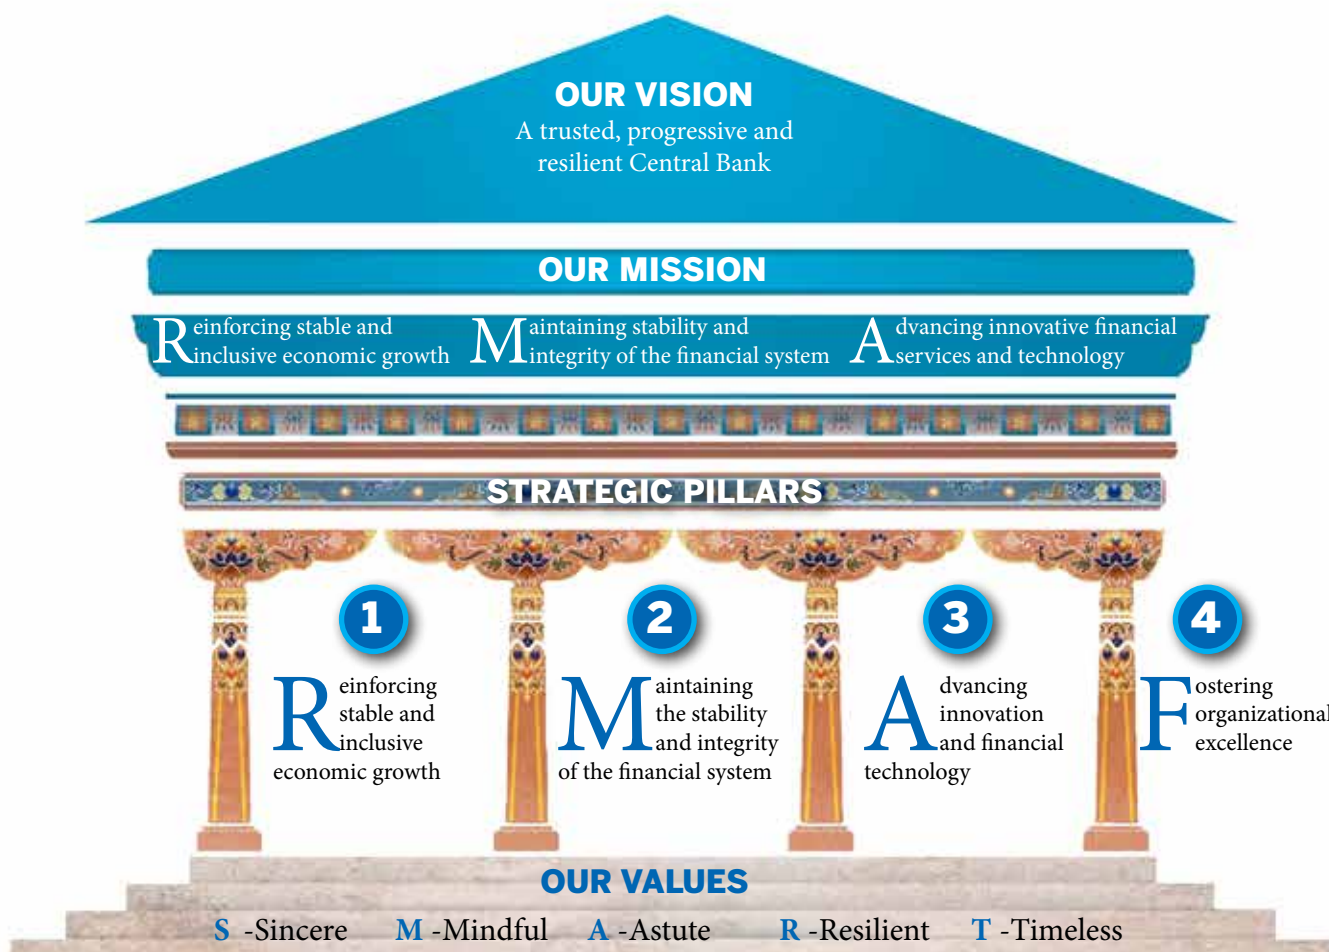 OUR VISION
A trusted, progressive and
resilient Central Bank
OUR MISSION
Reinforcing stable and
inclusive economic growth
Maintaining stability and
integrity of the financial system
Advancing innovative financial
services and technology
STRATEGIC PILLARS
1
Reinforcing
stable and
inclusive
economic growth
2
Maintaining
the stability
and integrity
of the financial system
3
Advancing
innovation
and financial
technology
4
Fostering
organizational
excellence
OUR VALUES
S -Sincere M -Mindful A -Astute R -Resilient T -Timeless